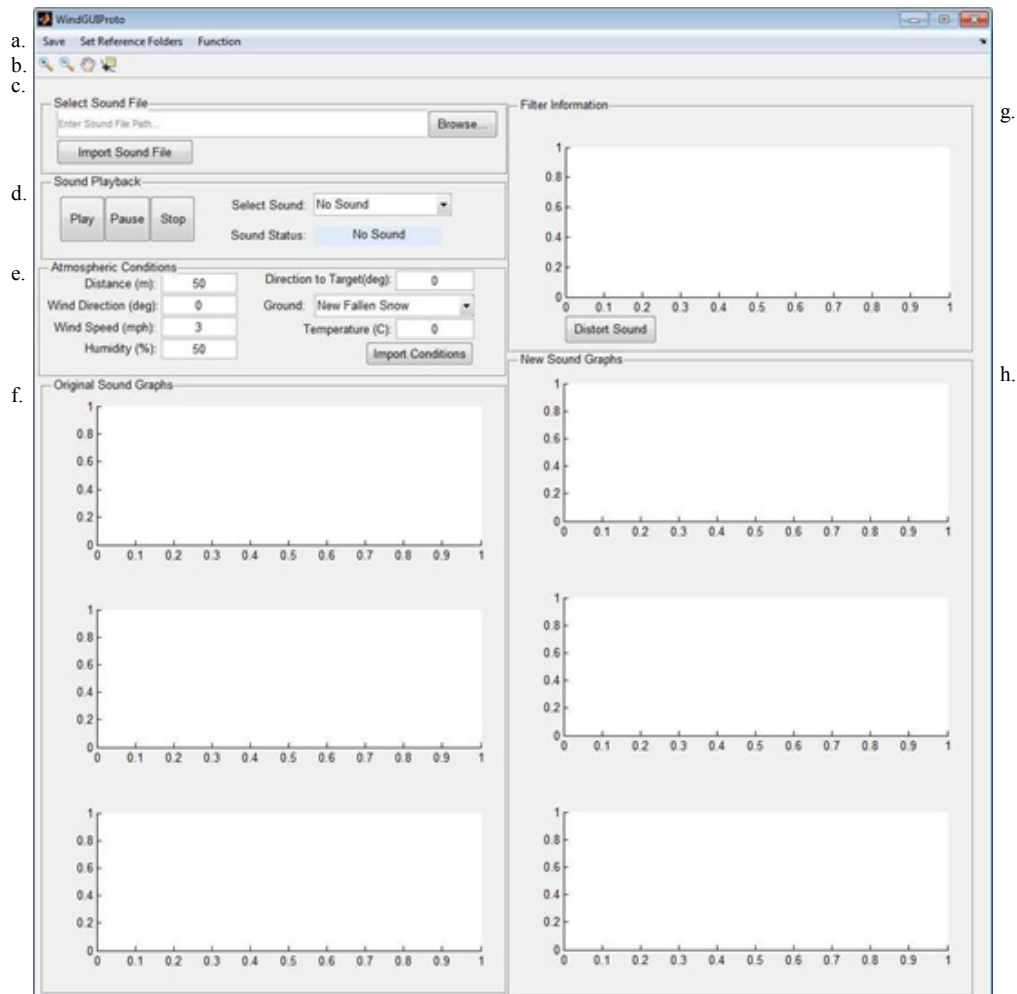 WindGUIProto
a.
Save Set Reference Folders Function
b.
c.
Select Sound File
Enter Sound File Path...
Browse...
Import Sound File
d.
Sound Playback
Play Pause Stop
Select Sound: No Sound
Sound Status: No Sound
e.
Atmospheric Conditions
Distance (m): 50
Direction to Target(deg): 0
Wind Direction (deg): 0
Ground: New Fallen Snow
Wind Speed (mph): 3
Temperature (C): 0
Humidity (%): 50
Import Conditions
f.
Original Sound Graphs
1
0.8
0.6
0.4
0.2
0
0 0.1 0.2 0.3 0.4 0.5 0.6 0.7 0.8 0.9 1
1
0.8
0.6
0.4
0.2
0
0 0.1 0.2 0.3 0.4 0.5 0.6 0.7 0.8 0.9 1
1
0.8
0.6
0.4
0.2
0
0 0.1 0.2 0.3 0.4 0.5 0.6 0.7 0.8 0.9 1
Filter Information
g.
1
0.8
0.6
0.4
0.2
0
0 0.1 0.2 0.3 0.4 0.5 0.6 0.7 0.8 0.9 1
Distort Sound
New Sound Graphs
h.
1
0.8
0.6
0.4
0.2
0
0 0.1 0.2 0.3 0.4 0.5 0.6 0.7 0.8 0.9 1
1
0.8
0.6
0.4
0.2
0
0 0.1 0.2 0.3 0.4 0.5 0.6 0.7 0.8 0.9 1
1
0.8
0.6
0.4
0.2
0
0 0.1 0.2 0.3 0.4 0.5 0.6 0.7 0.8 0.9 1